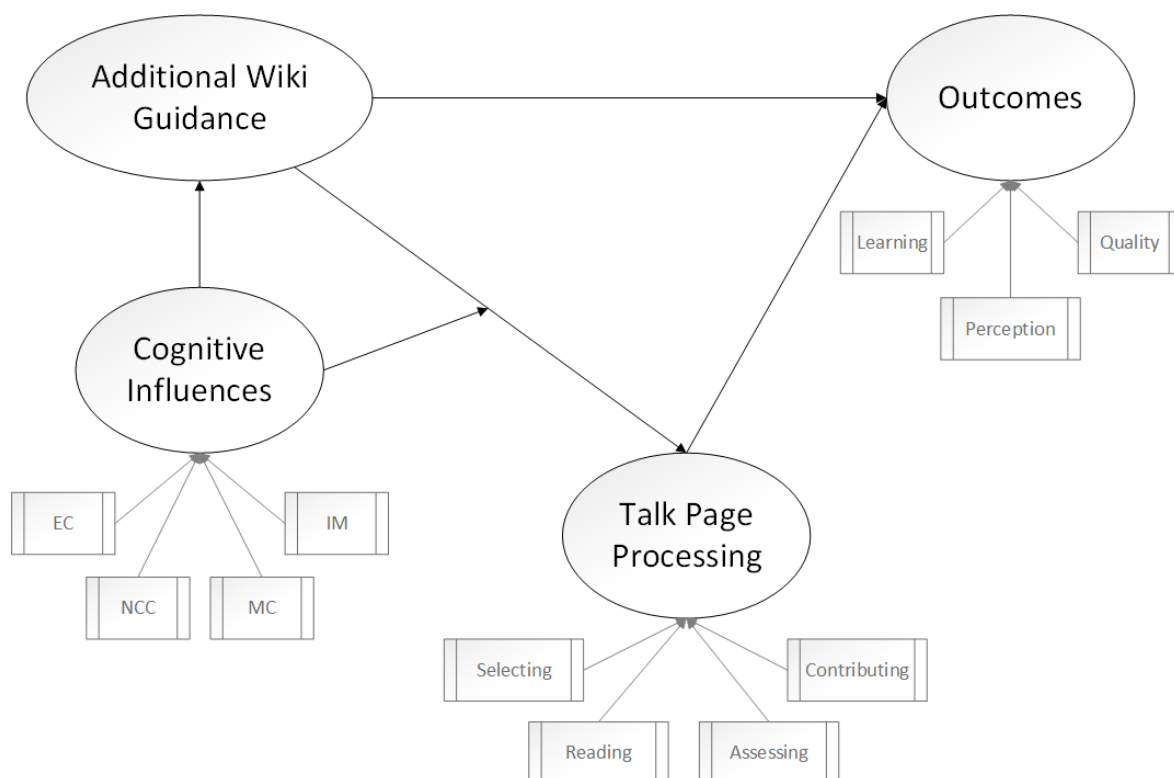 Additional Wiki
Guidance
Outcomes
Learning
Quality
Perception
Cognitive
Influences
EC
IM
NCC
MC
Talk Page
Processing
Selecting
Contributing
Reading
Assessing